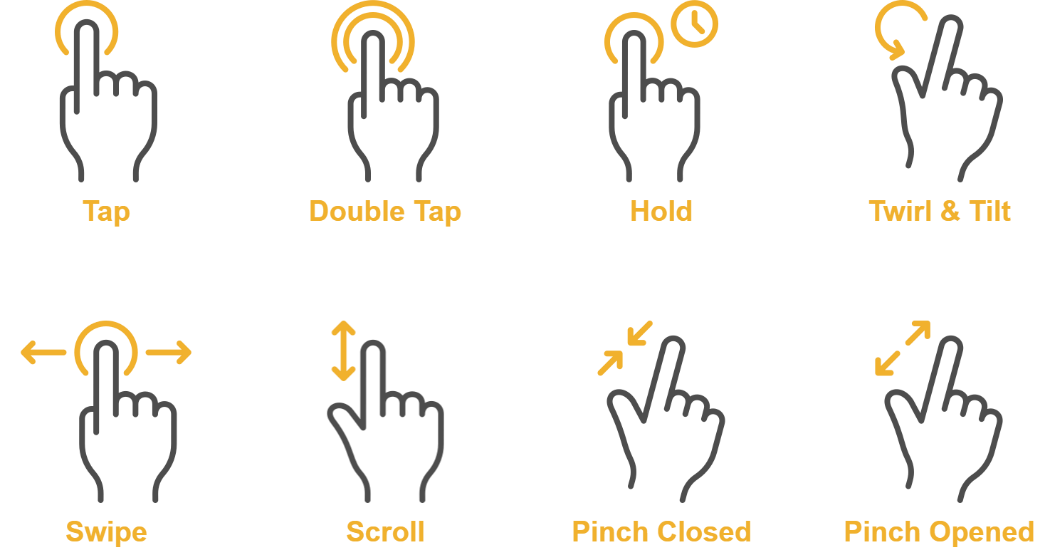 Tap
Double Tap
Hold
Twirl & Tilt
Swipe
Scroll
Pinch Closed
Pinch Opened